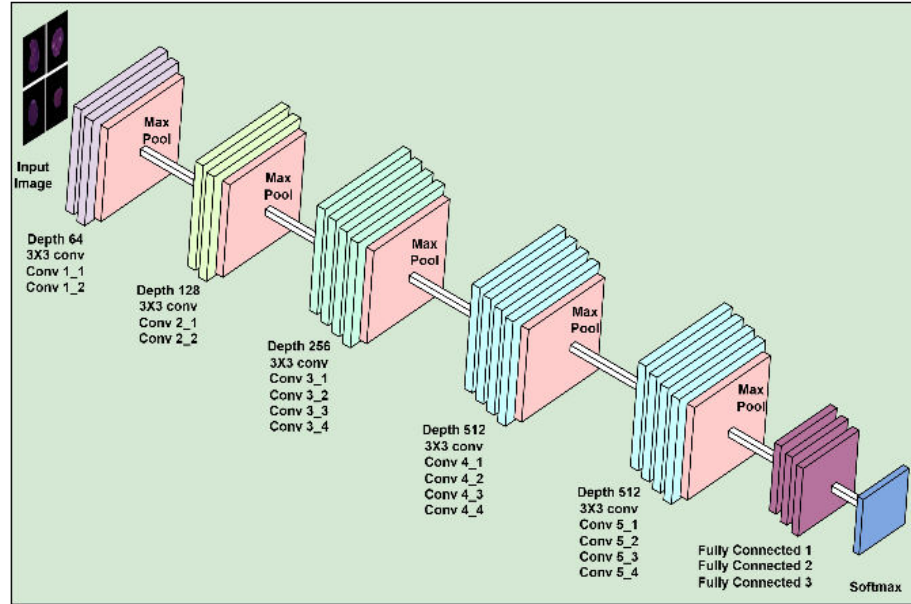 Input
Image
Max
Pool
Depth 64
3X3 conv
Conv 1_1
Conv 1_2
Max
Pool
Depth 128
3X3 conv
Conv 2_1
Conv 2_2
Max
Pool
Depth 256
3X3 conv
Conv 3_1
Conv 3_2
Conv 3_3
Conv 3_4
Max
Pool
Depth 512
3X3 conv
Conv 4_1
Conv 4_2
Conv 4_3
Conv 4_4
Max
Pool
Depth 512
3X3 conv
Conv 5_1
Conv 5_2
Conv 5_3
Conv 5_4
Fully Connected 1
Fully Connected 2
Fully Connected 3
Softmax